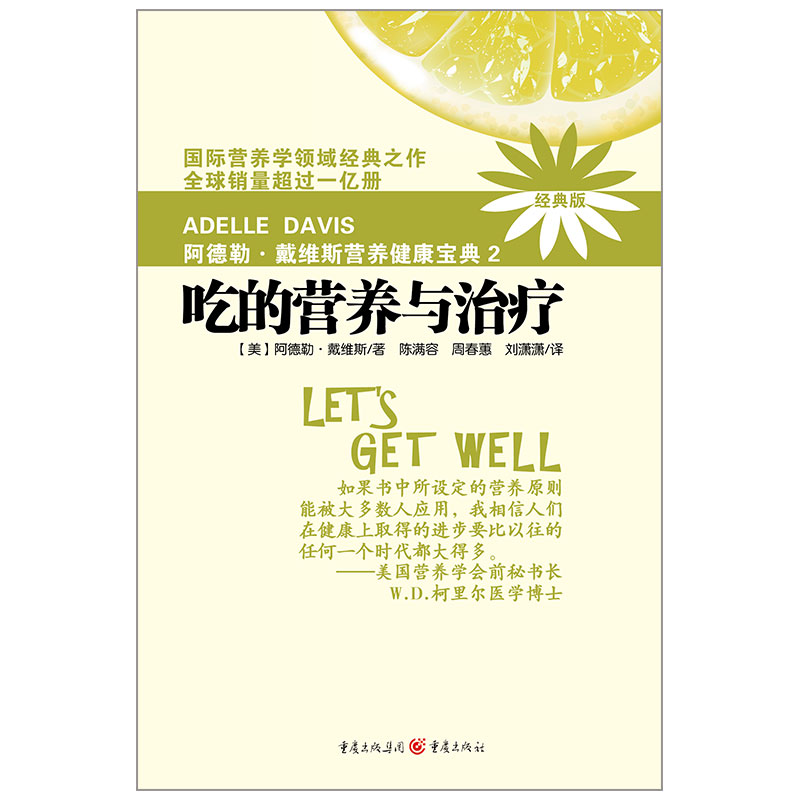 国际营养学领域经典之作
全球销量超过一亿册
经典版
ADELLE DAVIS
阿德勒·戴维斯营养健康宝典 2
吃的营养与治疗
【美】阿德勒·戴维斯/著 陈满容 周春蕙 刘潇潇/译
LET'S
GET WELL
如果书中所设定的营养原则
能被大多数人应用，我相信人们
在健康上取得的进步要比以往的
任何一个时代都大得多。
——美国营养学会前秘书长
W.D.柯里尔医学博士
重庆出版集团 重庆出版社